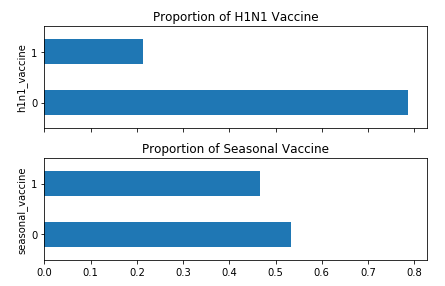 Proportion of H1N1 Vaccine
h1n1_vaccine
1
0
Proportion of Seasonal Vaccine
seasonal_vaccine
1
0
0.0 0.1 0.2 0.3 0.4 0.5 0.6 0.7 0.8